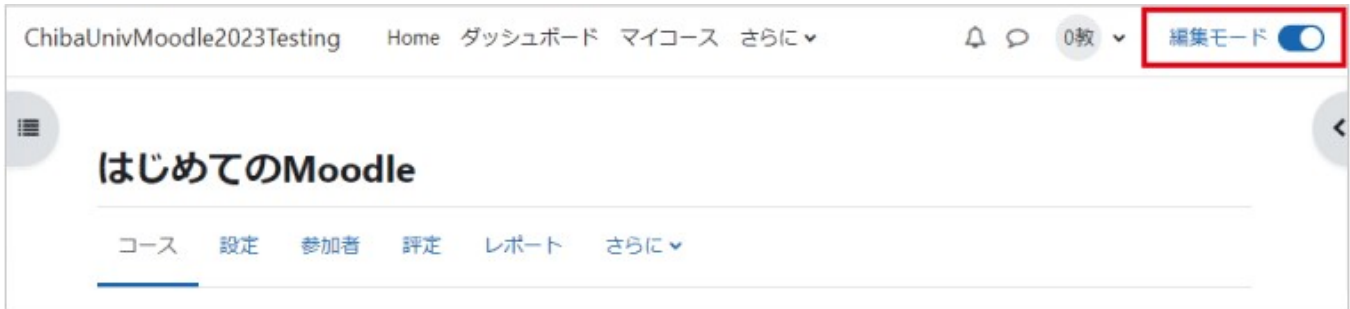 ChibaUnivMoodle2023Testing Home ダッシュボード マイコース さらに 0教 編集モード
はじめてのMoodle
コース 設定 参加者 評定 レポート さらに